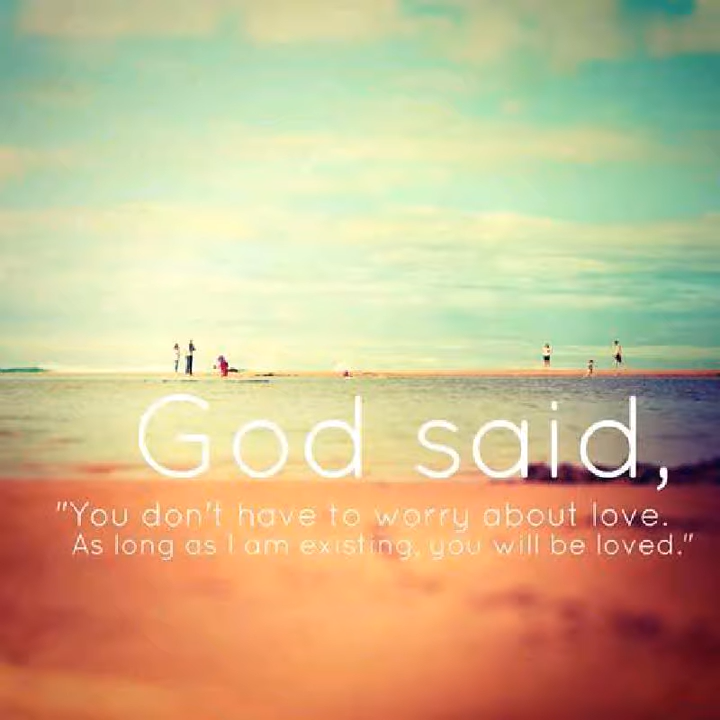 God said,
"You don't have to worry about love.
As long as I am existing, you will be loved."